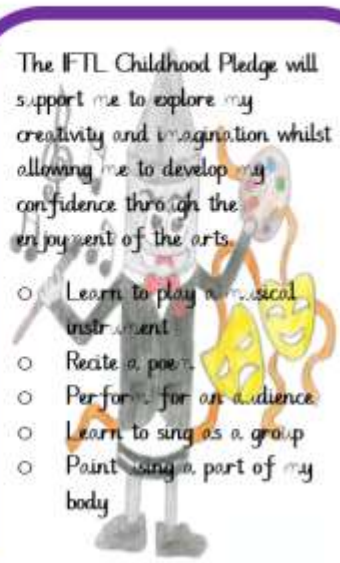 The IFTL Childhood Pledge will
support me to explore my
creativity and imagination whilst
allowing me to develop my
confidence through the
enjoyment of the arts.
○ Learn to play a musical
instrument
○ Recite a poem.
○ Perform for an audience
○ Learn to sing as a group
○ Paint using a part of my
body